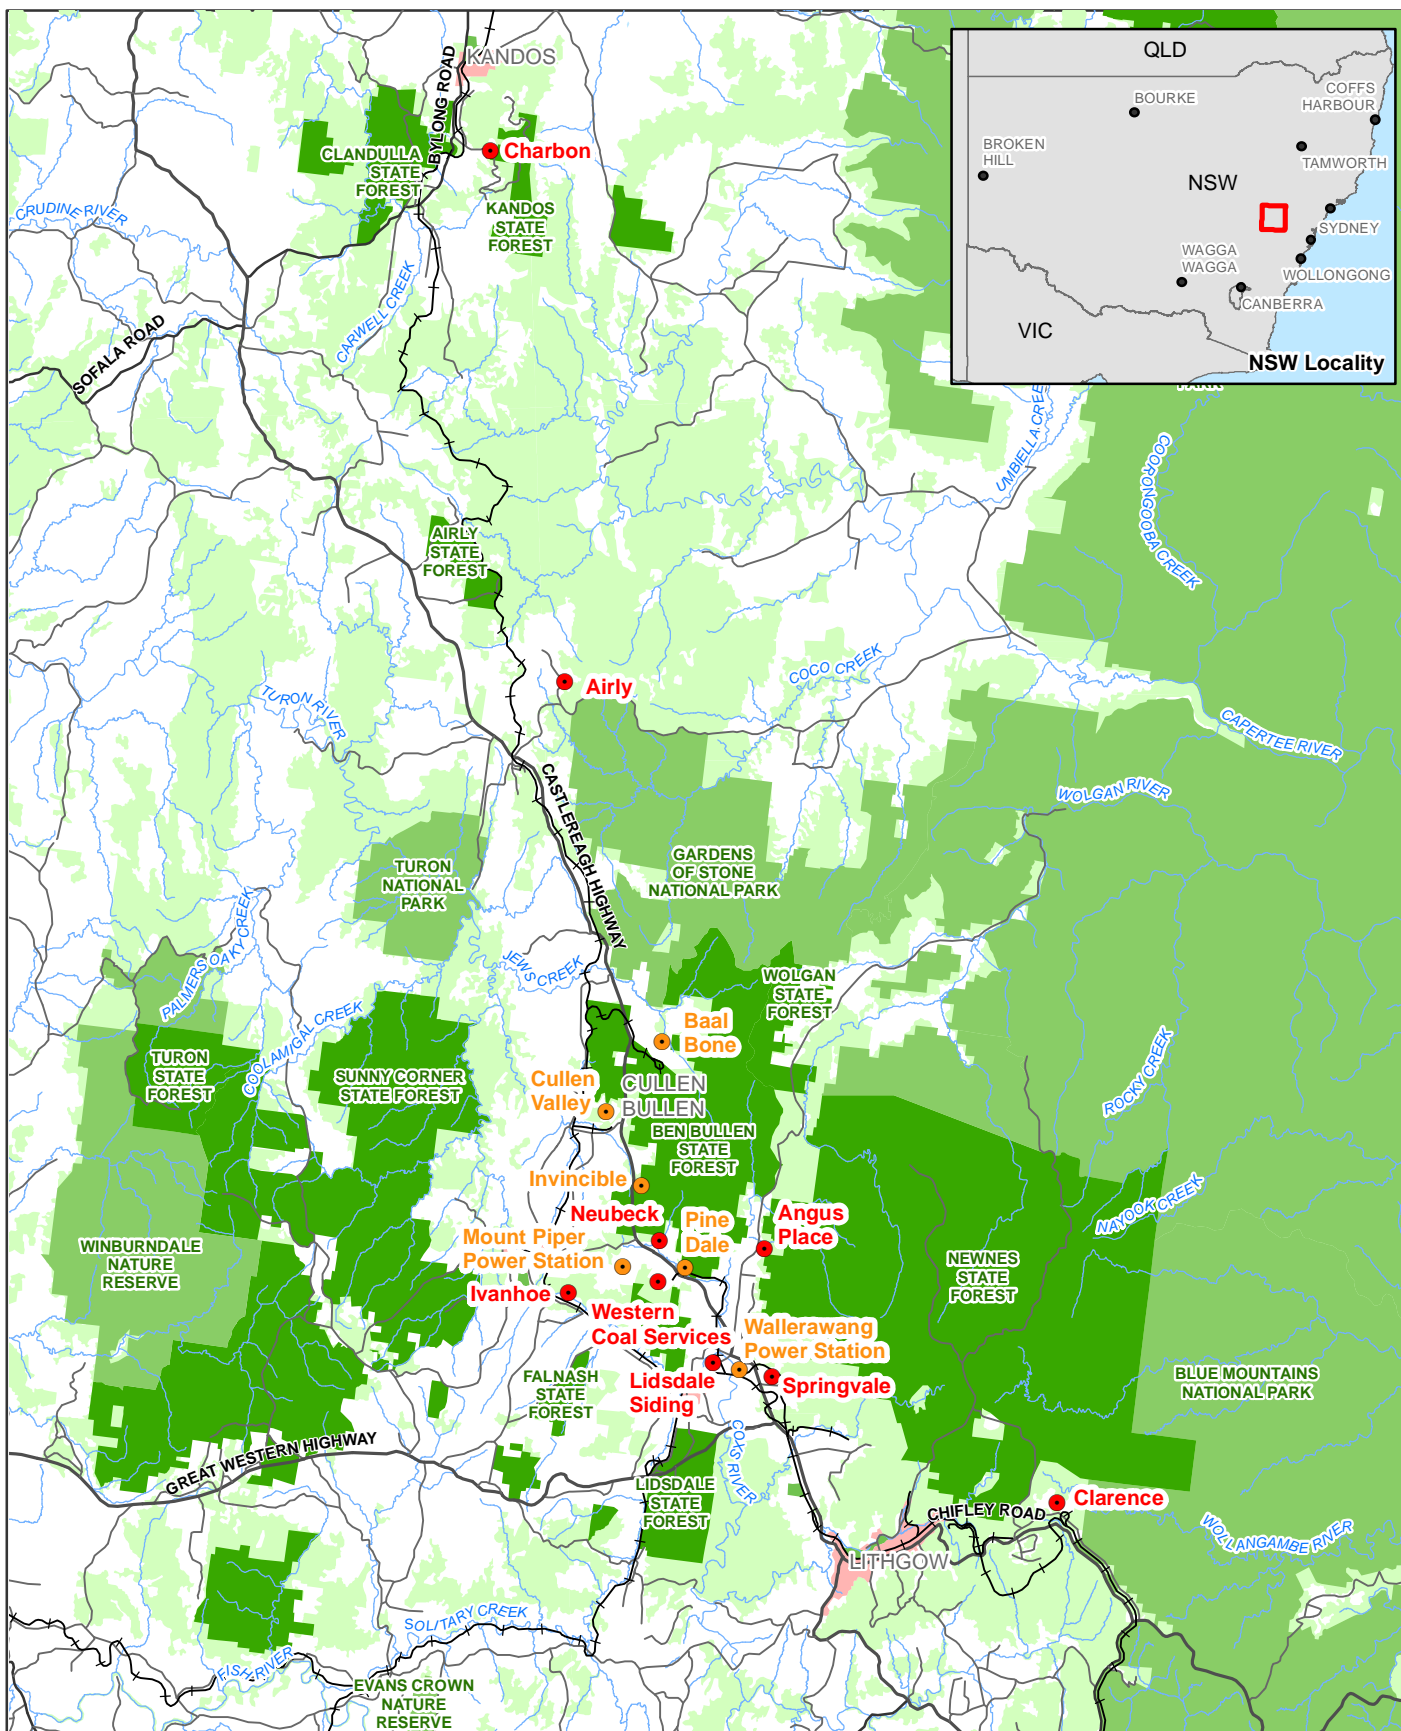 KANDOS
BYLONG ROAD
Charbon
CLANDULLA
STATE
FOREST
KANDOS
STATE
FOREST
CRUDINE RIVER
CARWELL CREEK
SOFALA ROAD
QLD
BOURKE
COFFS
HARBOUR
BROKEN
HILL
TAMWORTH
NSW
SYDNEY
WAGGA
WAGGA
WOLLONGONG
CANBERRA
VIC
NSW Locality
PARK
UMBIELLA CREE
COORONGOOBA CREEK
AIRLY
STATE
FOREST
Airly
COCO CREEK
TURON RIVER
CAPERTEE RIVER
WOLGAN RIVER
CASTLEREAGH HIGHWAY
TURON
NATIONAL
PARK
GARDENS
OF STONE
NATIONAL PARK
PALMERS OAKY CREEK
JEWS CREEK
WOLGAN
STATE
FOREST
COOLAMIGAL CREEK
Baal
Bone
TURON
STATE
FOREST
SUNNY CORNER
STATE FOREST
Cullen
Valley
CULLEN
BULLEN
ROCKY CREEK
BEN BULLEN
STATE
FOREST
Invincible
Neubeck
Pine
Dale
Angus
Place
NAYOOK CREEK
WINBURNDALE
NATURE
RESERVE
Mount Piper
Power Station
NEWNES
STATE
FOREST
Ivanhoe
Western
Coal Services
Wallerawang
Power Station
Lidsdale
Siding
Springvale
FALNASH
STATE
FOREST
BLUE MOUNTAINS
NATIONAL PARK
GREAT WESTERN HIGHWAY
COXS RIVER
LIDSDALE
STATE
FOREST
CHIFLEY ROAD
Clarence
WOLLANGAMBE RIVER
LITHGOW
SOLITARY CREEK
FISH RIVER
EVANS CROWN
NATURE
RESERVE